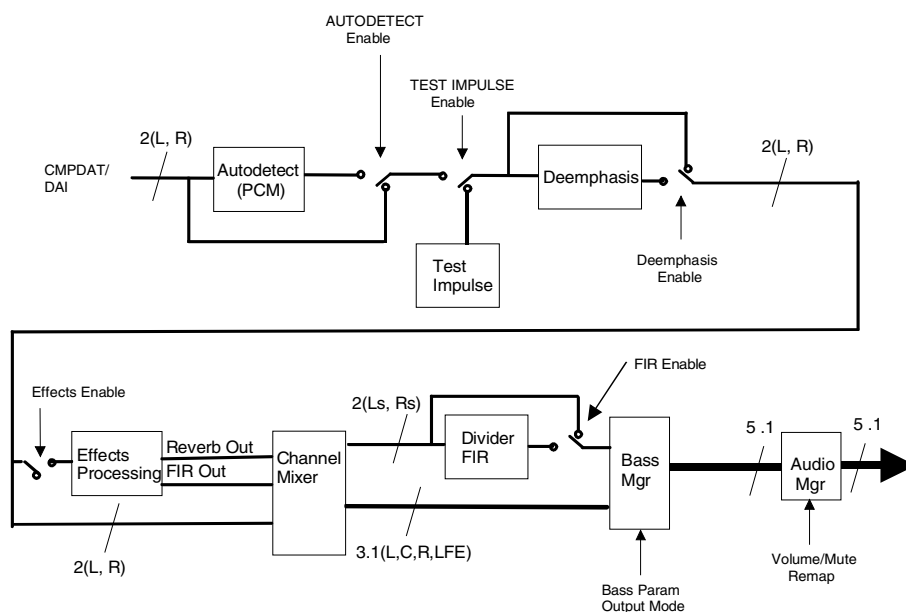 AUTODETECT
Enable
TEST IMPULSE
Enable
2(L, R)
CMPDAT/
DAI
Autodetect
(PCM)
Deemphasis
2(L, R)
Test
Impulse
Deemphasis
Enable
Effects Enable
FIR Enable
2(Ls, Rs)
Effects
Processing
Reverb Out
FIR Out
Channel
Mixer
Divider
FIR
Bass
Mgr
5 .1
5 .1
Audio
Mgr
2(L, R)
3.1(L,C,R,LFE)
Volume/Mute
Remap
Bass Param
Output Mode